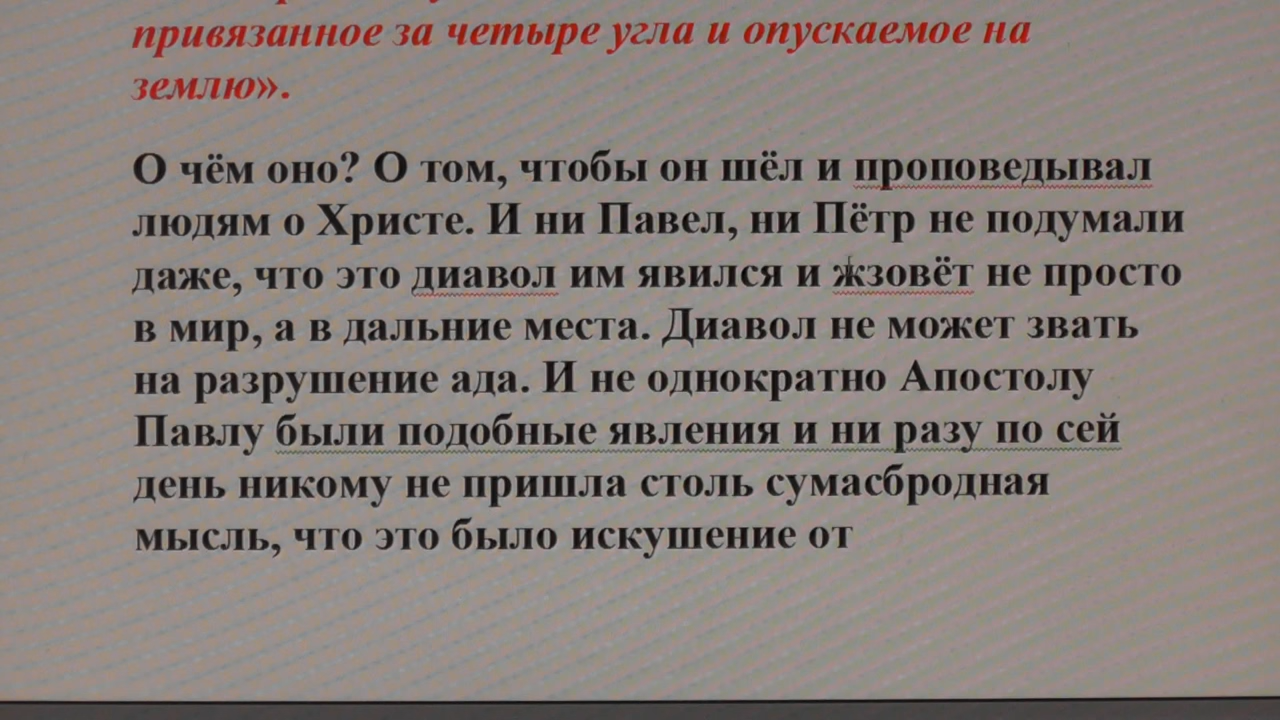 привязанное за четыре угла и опускаемое на
землю».
О чём оно? О том, чтобы он шёл и проповедывал
людям о Христе. И ни Павел, ни Пётр не подумали
даже, что это диавол им явился и жзовёт не просто
в мир, а в дальние места. Диавол не может звать
на разрушение ада. И не однократно Апостолу
Павлу были подобные явления и ни разу по сей
день никому не пришла столь сумасбродная
мысль, что это было искушение от